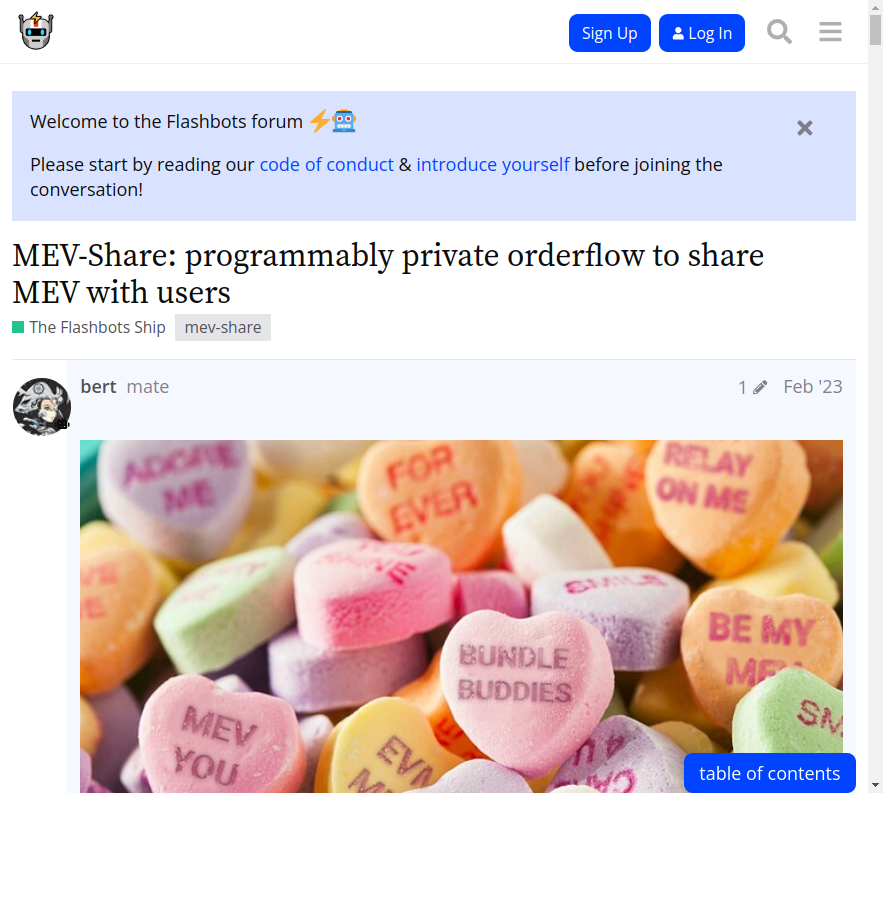 Sign Up
Log In
Welcome to the Flashbots forum
Please start by reading our code of conduct & introduce yourself before joining the
conversation!
MEV-Share: programmably private orderflow to share
MEV with users
The Flashbots Ship
mev-share
bert mate
1
Feb '23
ADORE
ME
FOR
EVER
RELAY
ON ME
SMILE
BE MY
MEV
BUNDLE
BUDDIES
MEV
YOU
EVM
SM
4 U
table of contents